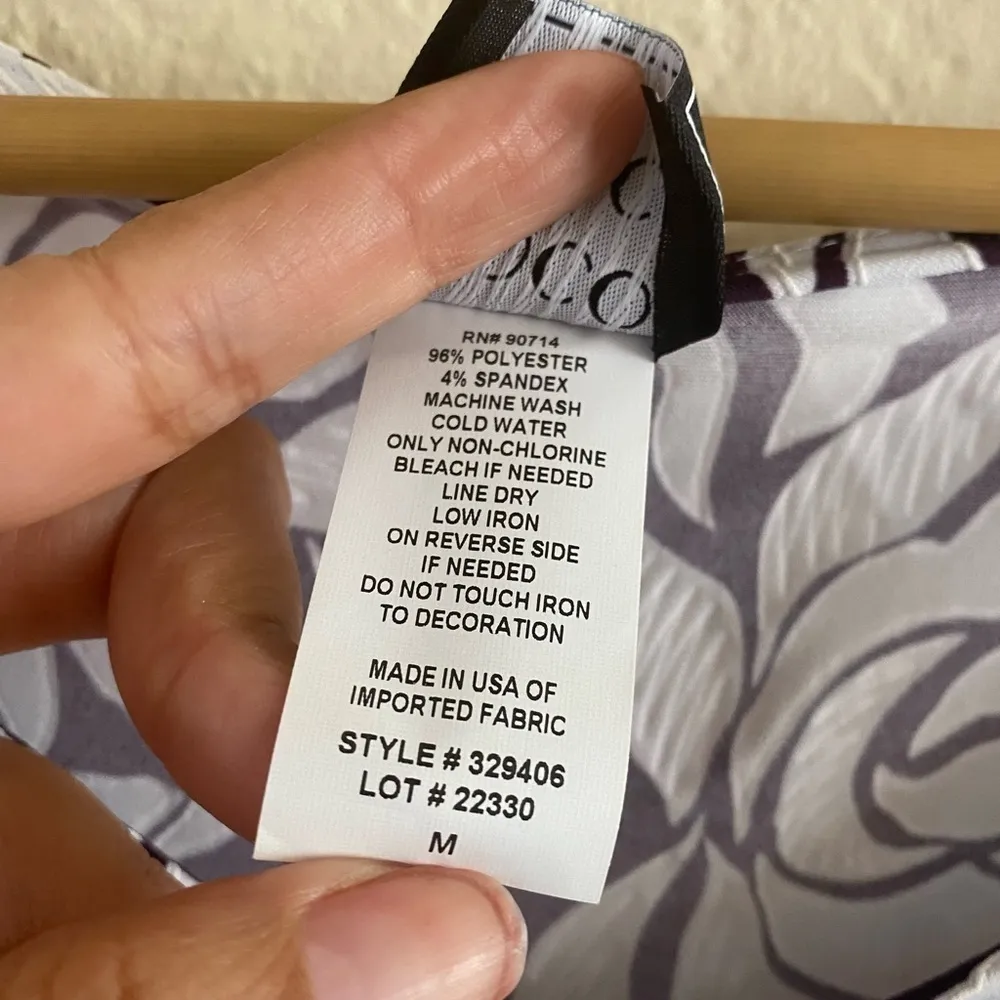 RN# 90714
96% POLYESTER
4% SPANDEX
MACHINE WASH
COLD WATER
ONLY NON-CHLORINE
BLEACH IF NEEDED
LINE DRY
LOW IRON
ON REVERSE SIDE
IF NEEDED
DO NOT TOUCH IRON
TO DECORATION
MADE IN USA OF
IMPORTED FABRIC
STYLE # 329406
LOT # 22330
M